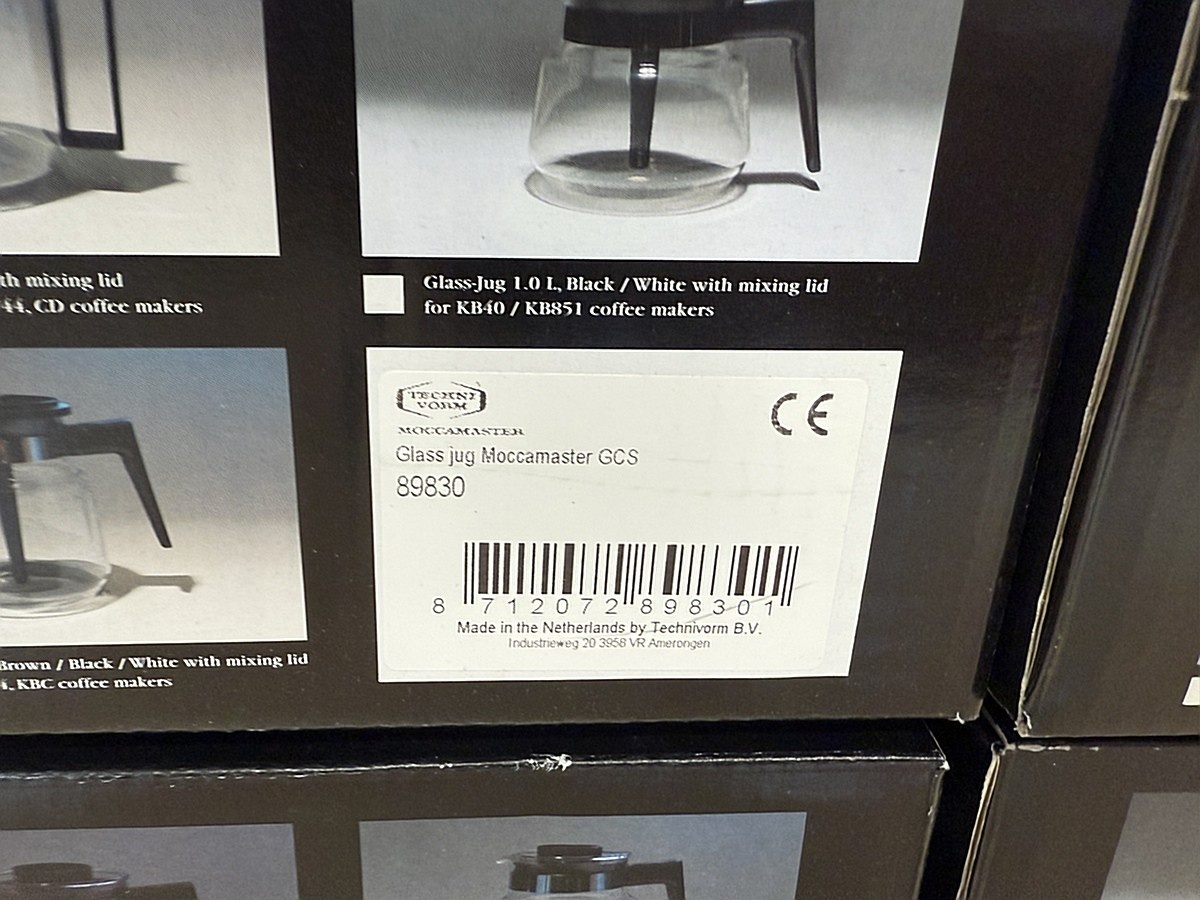 th mixing lid
44, CD coffee makers
Glass-Jug 1.0 L, Black / White with mixing lid
for KB40 / KB851 coffee makers
TECHNI
VORM
MOCCAMASTER
CE
Glass jug Moccamaster GCS
89830
8 712072 898301
Made in the Netherlands by Technivorm B.V.
Industrieweg 20 3958 VR Amerongen
Brown / Black / White with mixing lid
4, KBC coffee makers